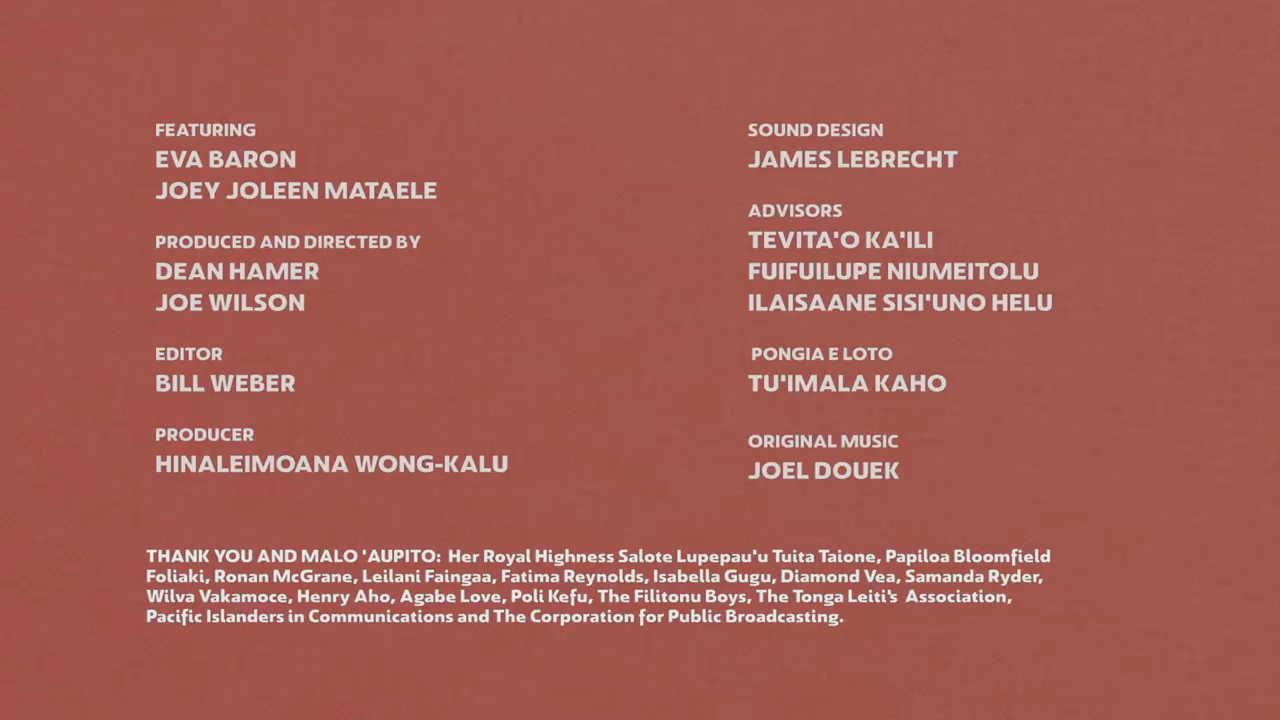 FEATURING
EVA BARON
JOEY JOLEEN MATAELE
PRODUCED AND DIRECTED BY
DEAN HAMER
JOE WILSON
EDITOR
BILL WEBER
PRODUCER
HINALEIMOANA WONG-KALU
SOUND DESIGN
JAMES LEBRECHT
ADVISORS
TEVITA'O KA'ILI
FUIFUILUPE NIUMEITOLU
ILAISAANE SISI'UNO HELU
PONGIA E LOTO
TU'IMALA KAHO
ORIGINAL MUSIC
JOEL DOUEK
THANK YOU AND MALO 'AUPITO: Her Royal Highness Salote Lupepau'u Tuita Taione, Papiloa Bloomfield
Foliaki, Ronan McGrane, Leilani Faingaa, Fatima Reynolds, Isabella Gugu, Diamond Vea, Samanda Ryder,
Wilva Vakamoce, Henry Aho, Agabe Love, Poli Kefu, The Filitonu Boys, The Tonga Leiti's Association,
Pacific Islanders in Communications and The Corporation for Public Broadcasting.